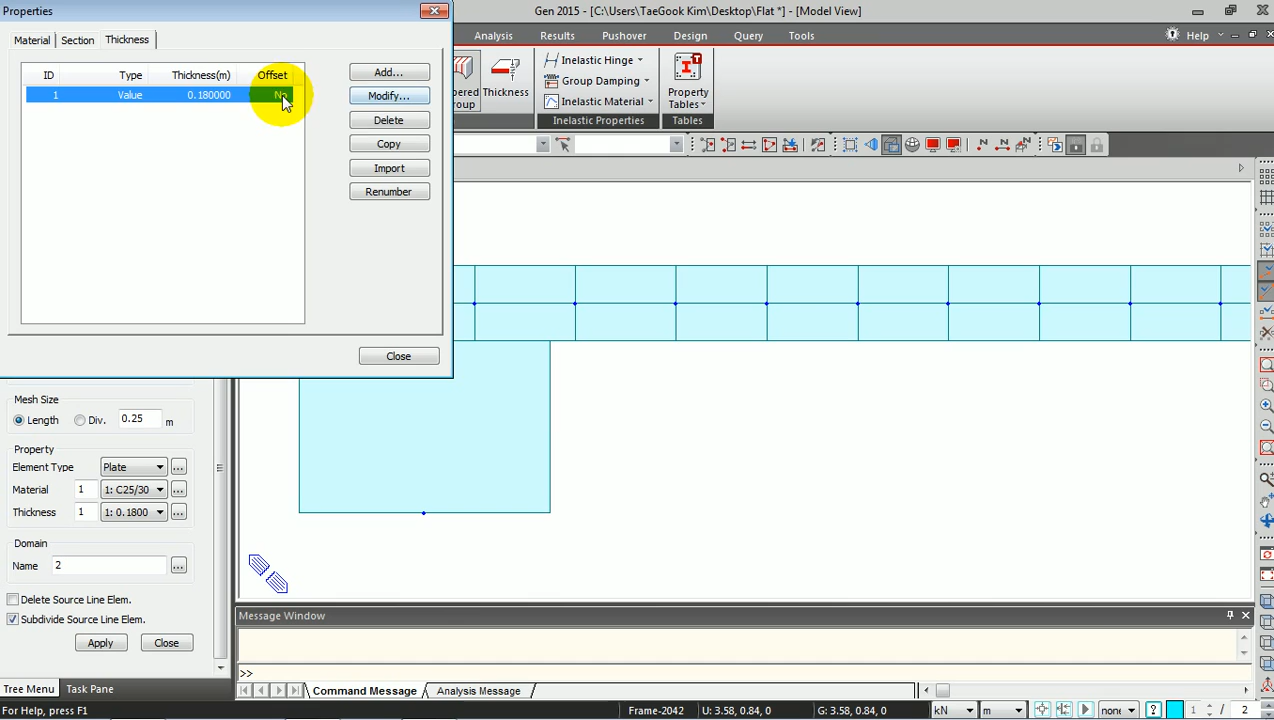 Properties
Gen 2015 - [C:\Users\TaeGook Kim\Desktop\Flat *] - [Model View]
Analysis Results Pushover Design Query Tools Help
Material Section Thickness
ID Type Thickness(m) Offset
1 Value 0.180000 No
Add...
Modify...
Delete
Copy
Import
Renumber
Close
Group
Thickness
Inelastic Hinge
Group Damping
Inelastic Material
Inelastic Properties
Property
Tables
Tables
Mesh Size
Length Div. 0.25 m
Property
Element Type Plate
Material 1 1: C25/30
Thickness 1 1: 0.1800
Domain
Name 2
Delete Source Line Elem.
Subdivide Source Line Elem.
Apply Close
Tree Menu Task Pane
Message Window
>>
Command Message Analysis Message
For Help, press F1
Frame-2042 U: 3.58, 0.84, 0 G: 3.58, 0.84, 0 kN m none ? 1 / 2